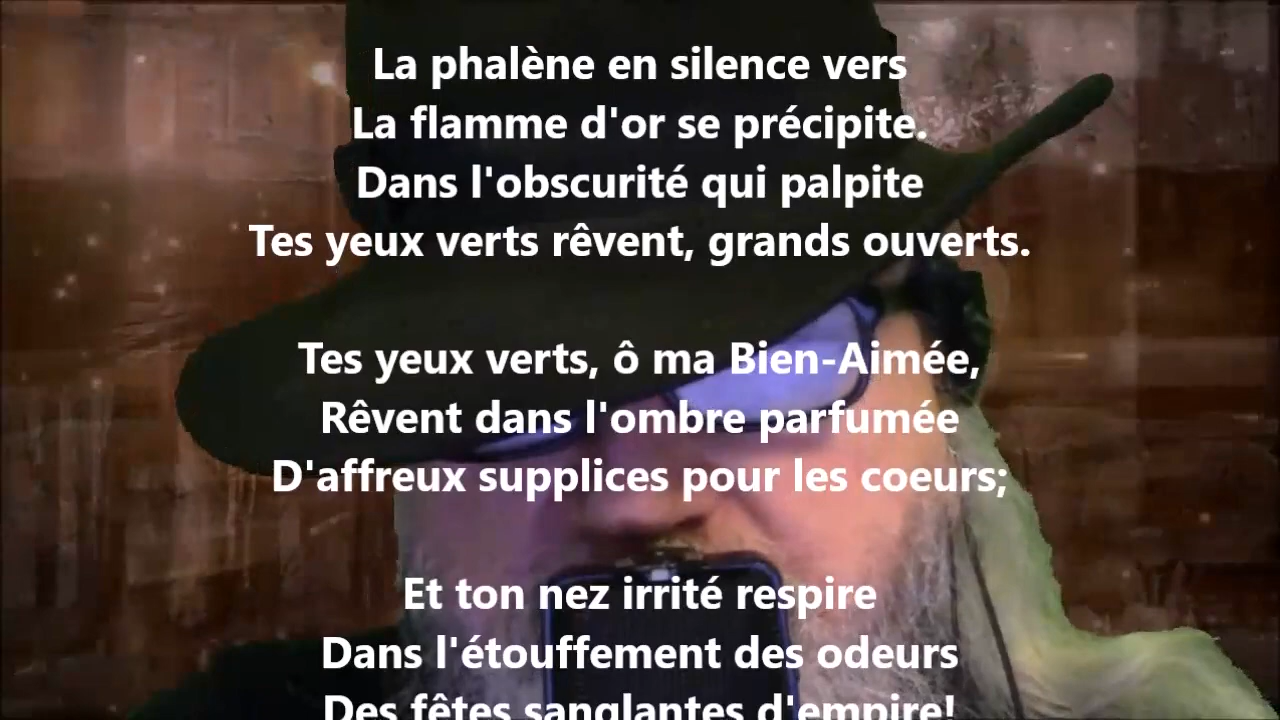 La phalène en silence vers
La flamme d'or se précipite.
Dans l'obscurité qui palpite
Tes yeux verts rêvent, grands ouverts.
Tes yeux verts, ô ma Bien-Aimée,
Rêvent dans l'ombre parfumée
D'affreux supplices pour les coeurs;
Et ton nez irrité respire
Dans l'étouffement des odeurs
Des fêtes sanglantes d'empire!